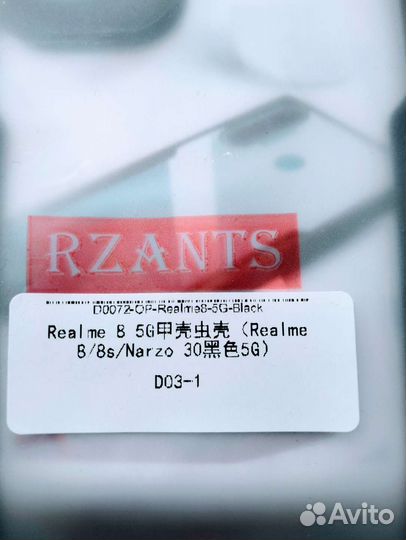 RZANTS
D0072-OP-Realme8-5G-Black
Realme 8 5G甲壳虫壳（Realme
8/8s/Narzo 30黑色5G）
D03-1
Avito